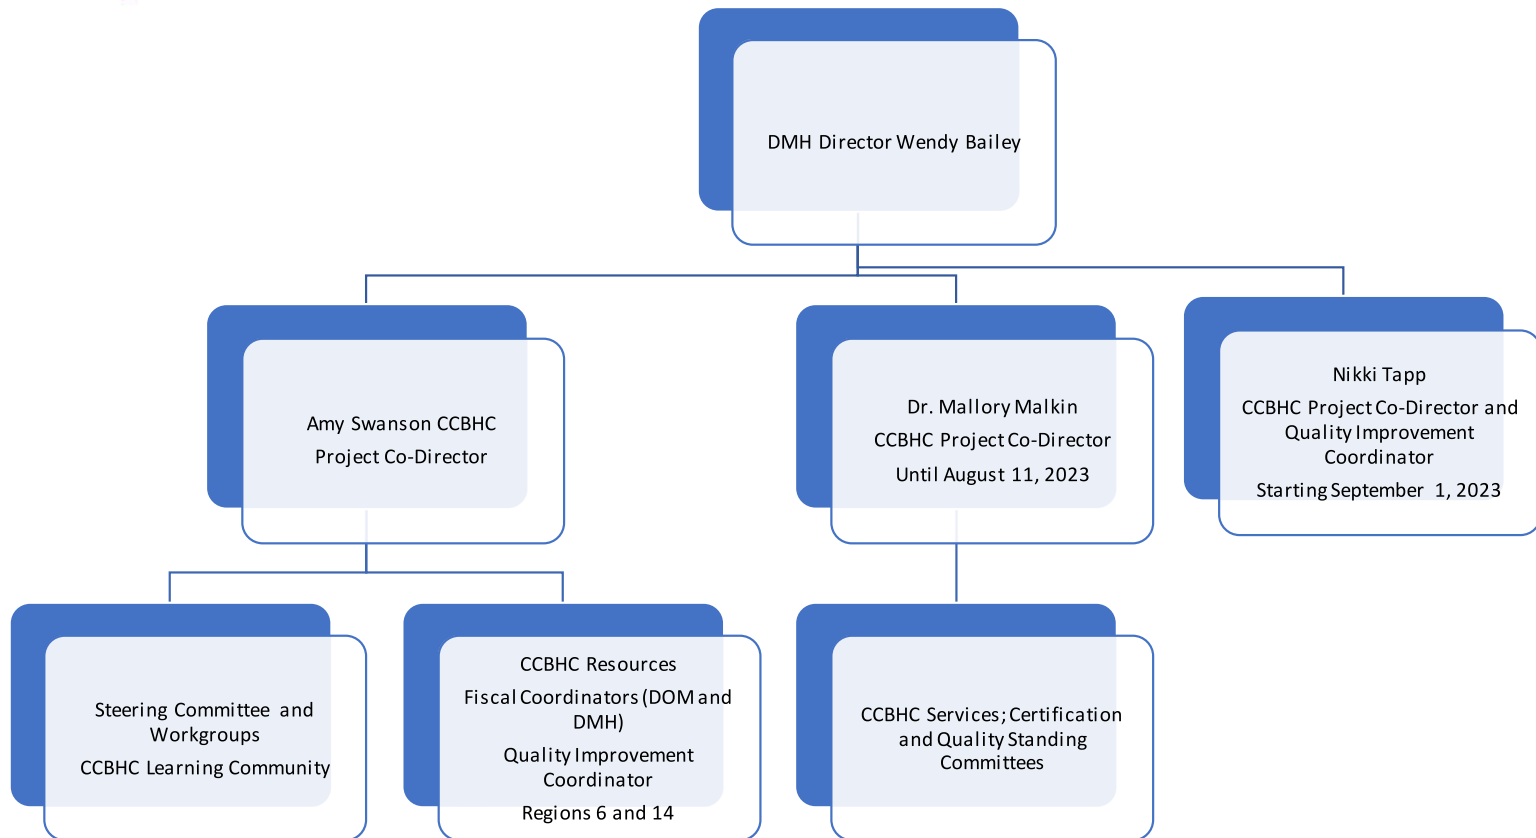 DMH Director Wendy Bailey
Amy Swanson CCBHC
Project Co-Director
Dr. Mallory Malkin
CCBHC Project Co-Director
Until August 11, 2023
Nikki Tapp
CCBHC Project Co-Director and
Quality Improvement
Coordinator
Starting September 1, 2023
Steering Committee and
Workgroups
CCBHC Learning Community
CCBHC Resources
Fiscal Coordinators (DOM and
DMH)
Quality Improvement
Coordinator
Regions 6 and 14
CCBHC Services; Certification
and Quality Standing
Committees